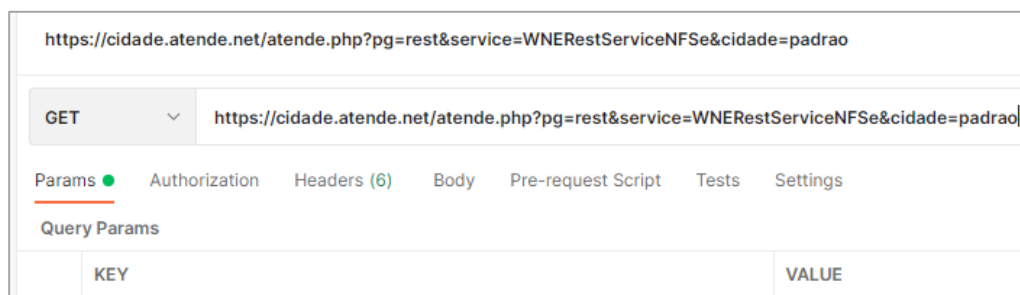 https://cidade.atende.net/atende.php?pg=rest&service=WNERestServiceNFSe&cidade=padrao
GET https://cidade.atende.net/atende.php?pg=rest&service=WNERestServiceNFSe&cidade=padrao
Params Authorization Headers (6) Body Pre-request Script Tests Settings
Query Params
KEY VALUE